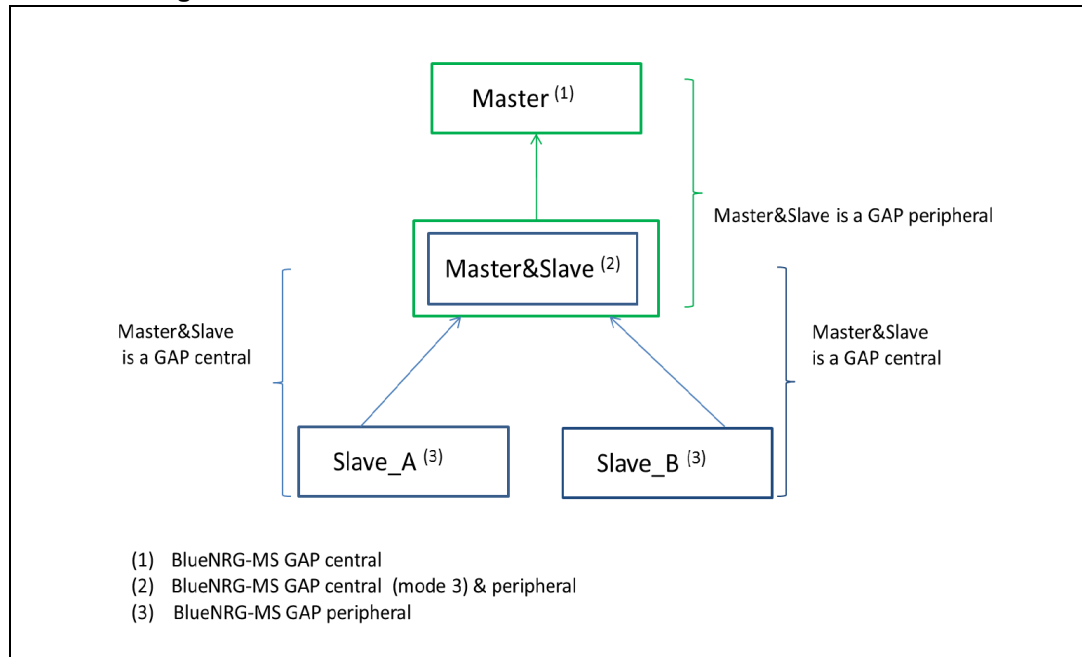 Master (1)
Master&Slave is a GAP peripheral
Master&Slave (2)
Master&Slave
is a GAP central
Master&Slave
is a GAP central
Slave_A (3)
Slave_B (3)
(1) BlueNRG-MS GAP central
(2) BlueNRG-MS GAP central (mode 3) & peripheral
(3) BlueNRG-MS GAP peripheral